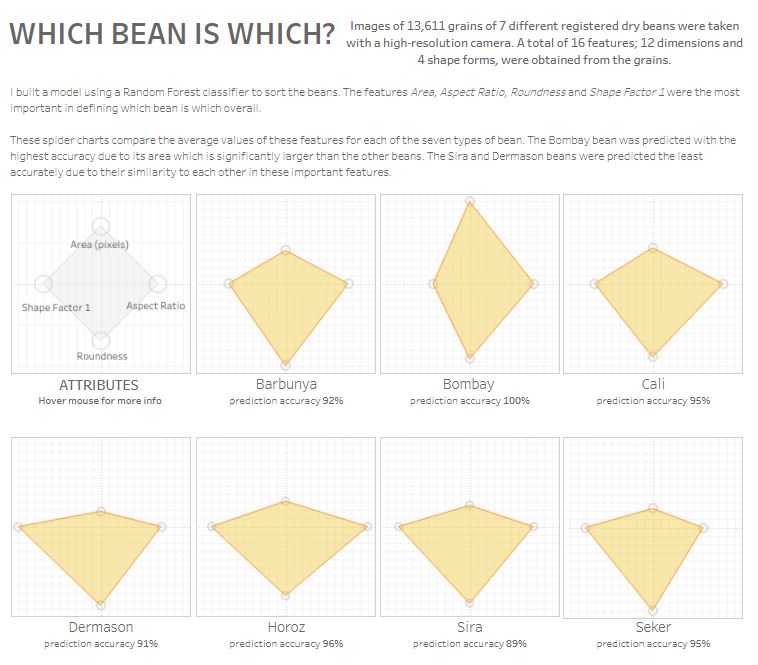 WHICH BEAN IS WHICH?
Images of 13,611 grains of 7 different registered dry beans were taken
with a high-resolution camera. A total of 16 features; 12 dimensions and
4 shape forms, were obtained from the grains.
I built a model using a Random Forest classifier to sort the beans. The features Area, Aspect Ratio, Roundness and Shape Factor 1 were the most
important in defining which bean is which overall.
These spider charts compare the average values of these features for each of the seven types of bean. The Bombay bean was predicted with the
highest accuracy due to its area which is significantly larger than the other beans. The Sira and Dermason beans were predicted the least
accurately due to their similarity to each other in these important features.
Area (pixels)
Shape Factor 1
Aspect Ratio
Roundness
ATTRIBUTES
Hover mouse for more info
Barbunya
prediction accuracy 92%
Bombay
prediction accuracy 100%
Cali
prediction accuracy 95%
Dermason
prediction accuracy 91%
Horoz
prediction accuracy 96%
Sira
prediction accuracy 89%
Seker
prediction accuracy 95%